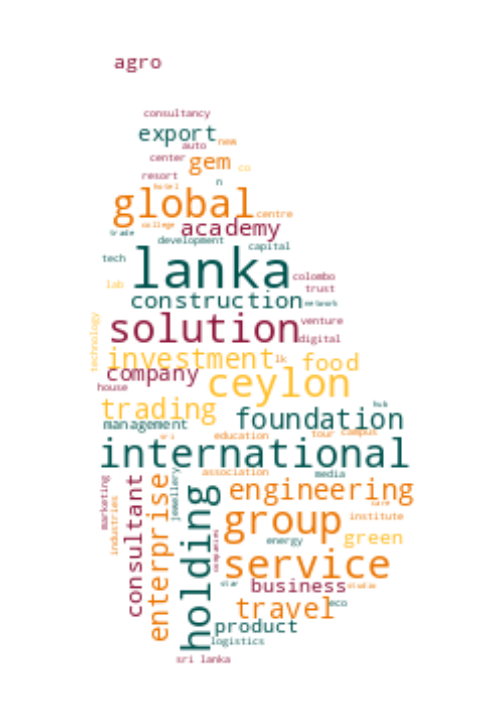 agro
consultancy
export
new
auto
center
gem
co
resort
n
hotel
global
centre
college
academy
trade
development
capital
tech
lanka
colombo
lab
trust
construction
network
solution
venture
digital
technology
investment
lk
food
company
house
ceylon
trading
hub
management
foundation
sri
education
tour
campus
international
association
media
marketing
industries
consultant
enterprise
jewellery
holding
companies
engineering
care
group
institute
energy
green
service
star
business
studio
travel
eco
product
logistics
sri lanka